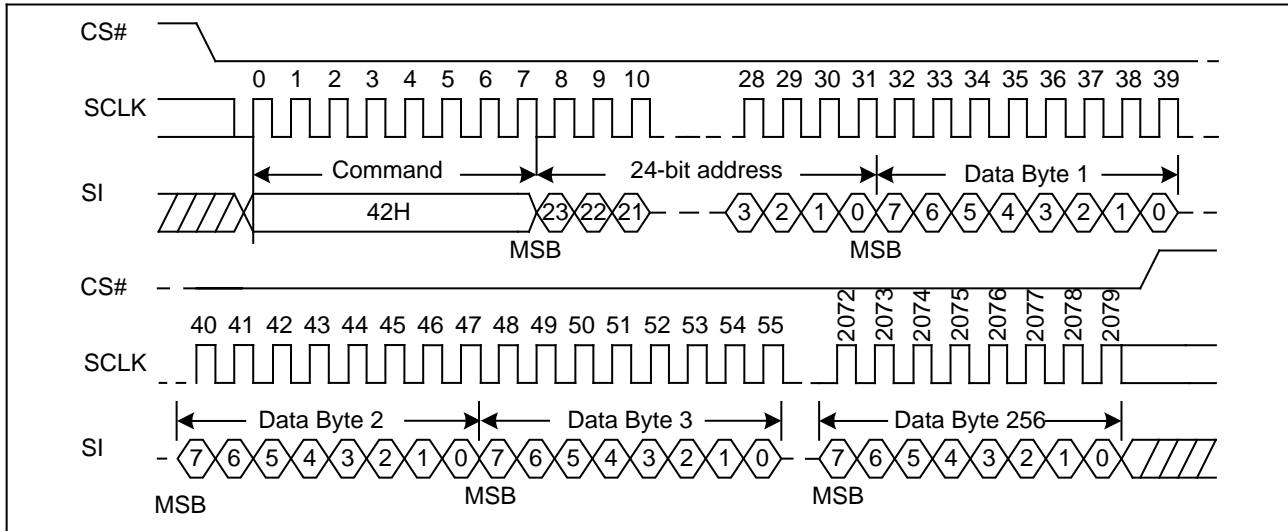 CS#
0 1 2 3 4 5 6 7 8 9 10 28 29 30 31 32 33 34 35 36 37 38 39
SCLK
Command 24-bit address Data Byte 1
SI
42H 23 22 21 3 2 1 0 7 6 5 4 3 2 1 0
MSB MSB
CS#
2072 2073 2074 2075 2076 2077 2078 2079
40 41 42 43 44 45 46 47 48 49 50 51 52 53 54 55
SCLK
Data Byte 2 Data Byte 3 Data Byte 256
SI
7 6 5 4 3 2 1 0 7 6 5 4 3 2 1 0 7 6 5 4 3 2 1 0
MSB MSB MSB